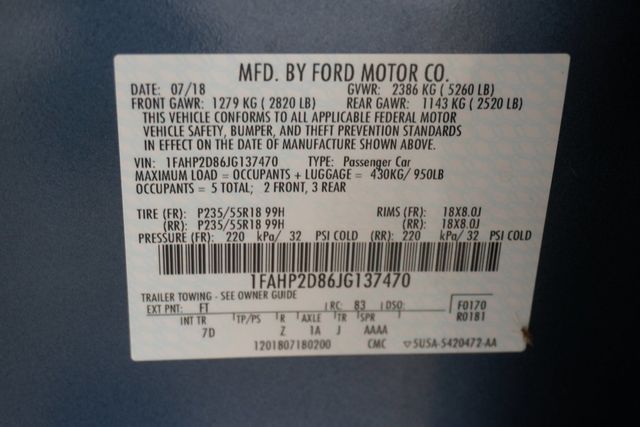 MFD. BY FORD MOTOR CO.
DATE: 07/18 GVWR: 2386 KG ( 5260 LB)
FRONT GAWR: 1279 KG ( 2820 LB) REAR GAWR: 1143 KG ( 2520 LB)
THIS VEHICLE CONFORMS TO ALL APPLICABLE FEDERAL MOTOR
VEHICLE SAFETY, BUMPER, AND THEFT PREVENTION STANDARDS
IN EFFECT ON THE DATE OF MANUFACTURE SHOWN ABOVE.
VIN: 1FAHP2D86JG137470 TYPE: Passenger Car
MAXIMUM LOAD = OCCUPANTS + LUGGAGE = 430KG/ 950LB
OCCUPANTS = 5 TOTAL; 2 FRONT, 3 REAR
TIRE (FR): P235/55R18 99H RIMS (FR): 18X8.0J
(RR): P235/55R18 99H (RR): 18X8.0J
PRESSURE (FR): 220 kPa/ 32 PSI COLD (RR): 220 kPa/ 32 PSI COLD
1FAHP2D86JG137470
TRAILER TOWING - SEE OWNER GUIDE
EXT PNT: FT RC: 83 DSO: F0170
INT TR TP/PS R AXLE TR SPR R0181
7D Z 1A J AAAA
1201807180200 CMC ▽5U5A-5420472-AA